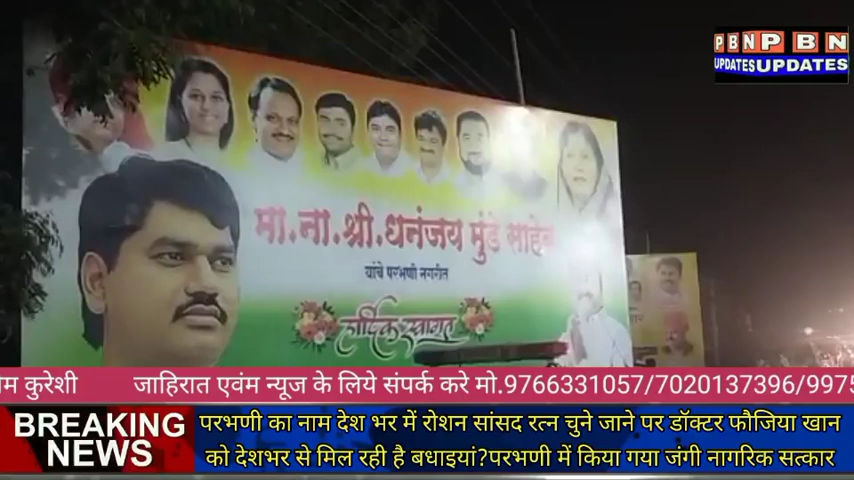 PBN PBN
UPDATES UPDATES
मा.ना.श्री.धनंजय मुंडे साहेब
यांचे परभणी नगरीत
हार्दिक स्वागत
कुरेशी जाहिरात एवंम न्यूज के लिये संपर्क करे मो.9766331057/7020137396/9975
BREAKING NEWS
परभणी का नाम देश भर में रोशन सांसद रत्न चुने जाने पर डॉक्टर फौजिया खान
को देशभर से मिल रही है बधाइयां?परभणी में किया गया जंगी नागरिक सत्कार